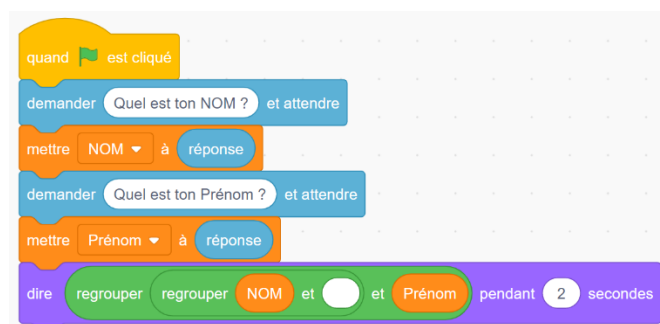 quand est cliqué
demander Quel est ton NOM ? et attendre
mettre NOM à réponse
demander Quel est ton Prénom ? et attendre
mettre Prénom à réponse
dire regrouper regrouper NOM et et Prénom pendant 2 secondes